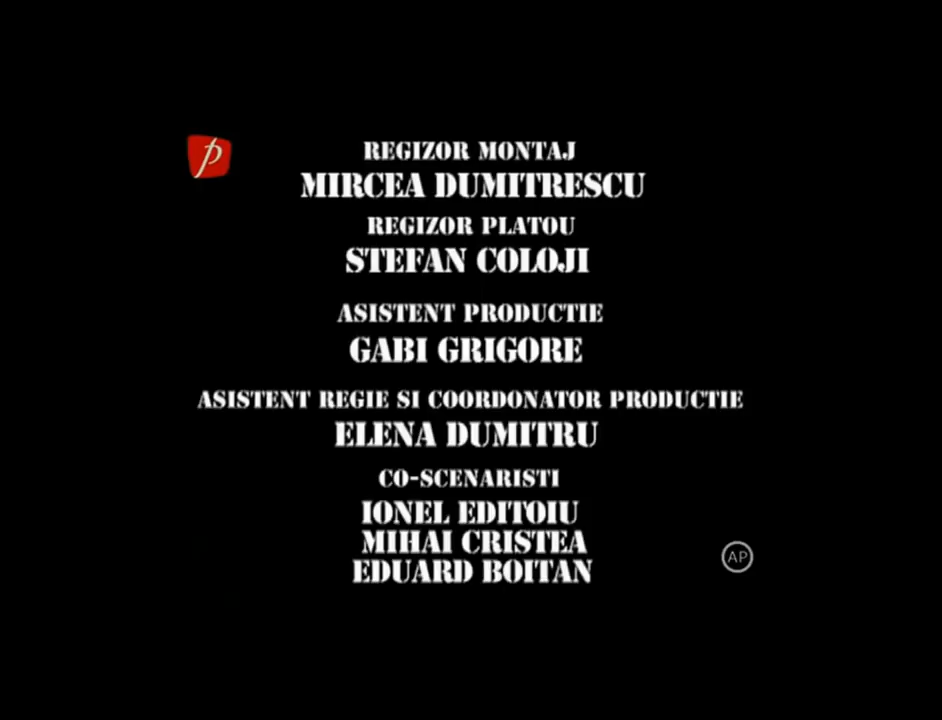 p
REGIZOR MONTAJ
MIRCEA DUMITRESCU
REGIZOR PLATOU
STEFAN COLOJI
ASISTENT PRODUCTIE
GABI GRIGORE
ASISTENT REGIE SI COORDONATOR PRODUCTIE
ELENA DUMITRU
CO-SCENARISTI
IONEL EDITOIU
MIHAI CRISTEA
EDUARD BOITAN
AP